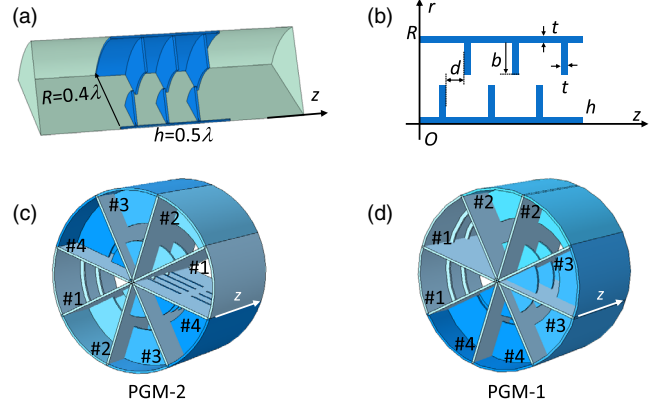 (a)
R=0.4λ
h=0.5λ
z
(b)
r
R
t
d
b
t
h
O
z
(c)
#3
#2
#4
#1
#1
#4
#2
#3
z
PGM-2
(d)
#2
#2
#1
#3
#1
#3
#4
#4
z
PGM-1